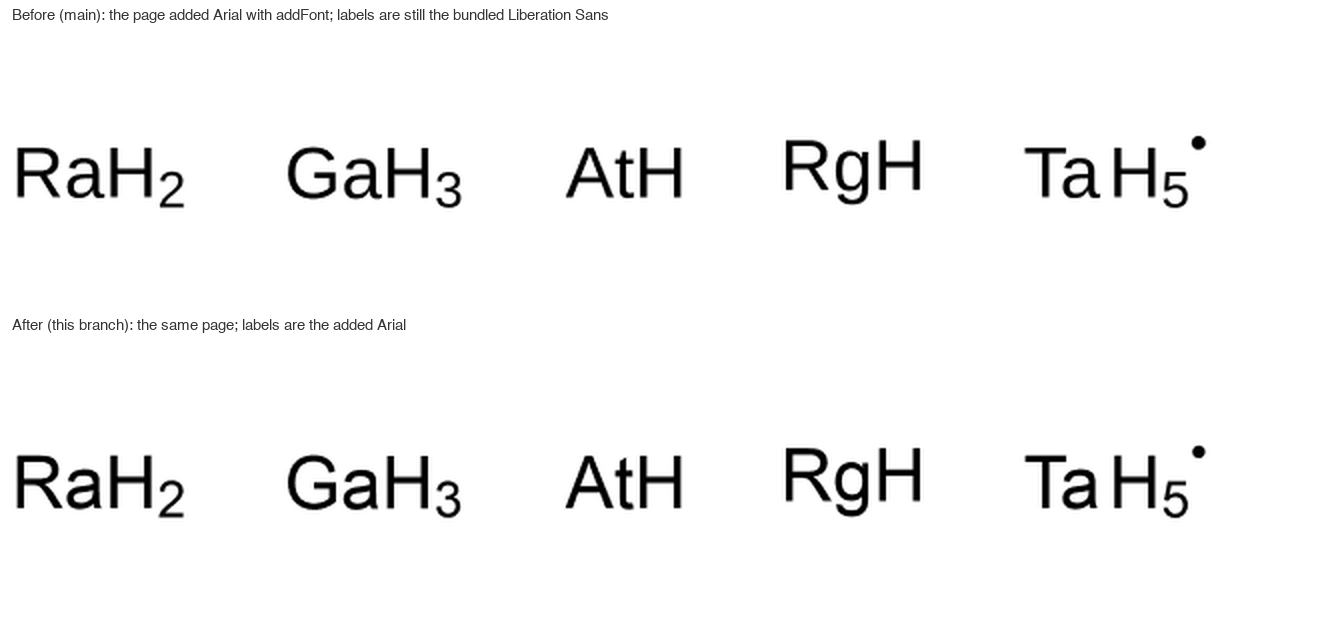 Before (main): the page added Arial with addFont; labels are still the bundled Liberation Sans
RaH₂ GaH₃ AtH RgH TaH₅•
After (this branch): the same page; labels are the added Arial
RaH₂ GaH₃ AtH RgH TaH₅•